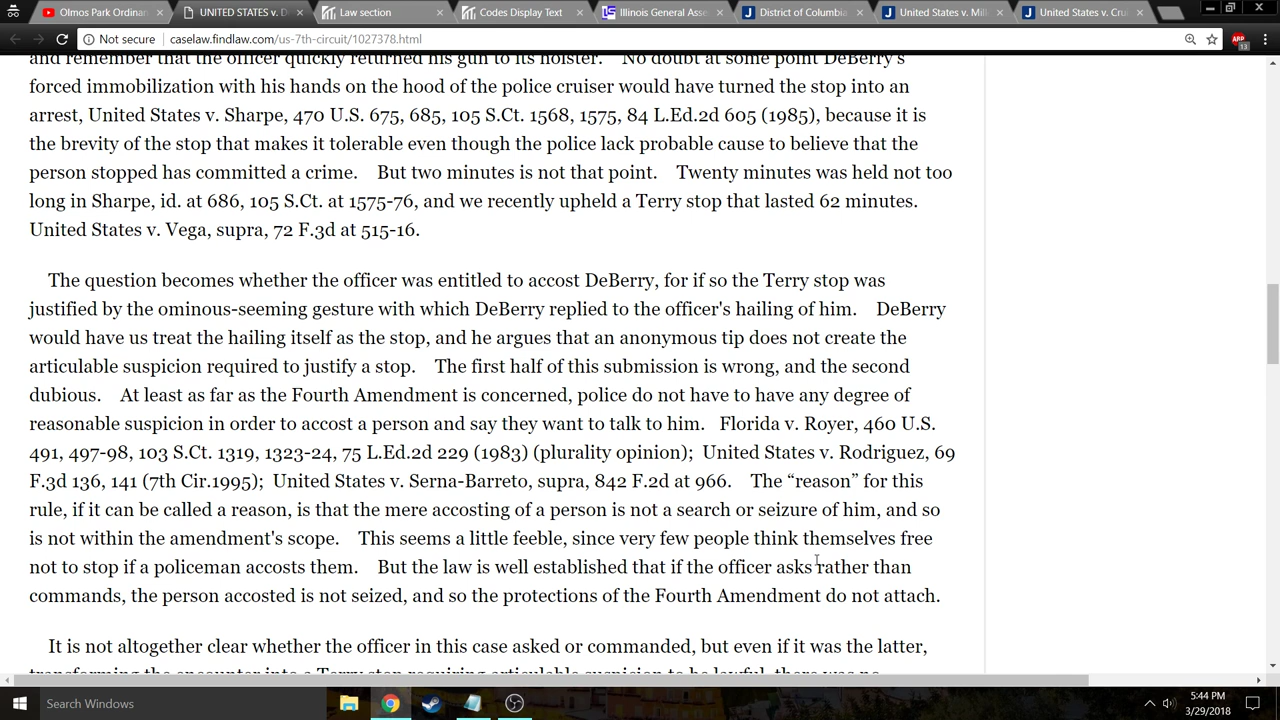 Olmos Park Ordinan
UNITED STATES v. D
Law section
Codes Display Text
Illinois General Asse
District of Columbia
United States v. Mill
United States v. Cru
Not secure
caselaw.findlaw.com/us-7th-circuit/1027378.html
ABP
13
and remember that the officer quickly returned his gun to its holster. No doubt at some point DeBerry's
forced immobilization with his hands on the hood of the police cruiser would have turned the stop into an
arrest, United States v. Sharpe, 470 U.S. 675, 685, 105 S.Ct. 1568, 1575, 84 L.Ed.2d 605 (1985), because it is
the brevity of the stop that makes it tolerable even though the police lack probable cause to believe that the
person stopped has committed a crime. But two minutes is not that point. Twenty minutes was held not too
long in Sharpe, id. at 686, 105 S.Ct. at 1575-76, and we recently upheld a Terry stop that lasted 62 minutes.
United States v. Vega, supra, 72 F.3d at 515-16.
The question becomes whether the officer was entitled to accost DeBerry, for if so the Terry stop was
justified by the ominous-seeming gesture with which DeBerry replied to the officer's hailing of him. DeBerry
would have us treat the hailing itself as the stop, and he argues that an anonymous tip does not create the
articulable suspicion required to justify a stop. The first half of this submission is wrong, and the second
dubious. At least as far as the Fourth Amendment is concerned, police do not have to have any degree of
reasonable suspicion in order to accost a person and say they want to talk to him. Florida v. Royer, 460 U.S.
491, 497-98, 103 S.Ct. 1319, 1323-24, 75 L.Ed.2d 229 (1983) (plurality opinion); United States v. Rodriguez, 69
F.3d 136, 141 (7th Cir.1995); United States v. Serna-Barreto, supra, 842 F.2d at 966. The “reason” for this
rule, if it can be called a reason, is that the mere accosting of a person is not a search or seizure of him, and so
is not within the amendment's scope. This seems a little feeble, since very few people think themselves free
not to stop if a policeman accosts them. But the law is well established that if the officer asks rather than
commands, the person accosted is not seized, and so the protections of the Fourth Amendment do not attach.
It is not altogether clear whether the officer in this case asked or commanded, but even if it was the latter,
transforming the encounter into a Terry stop requiring articulable suspicion to be lawful, there was no
Search Windows
5:44 PM
3/29/2018